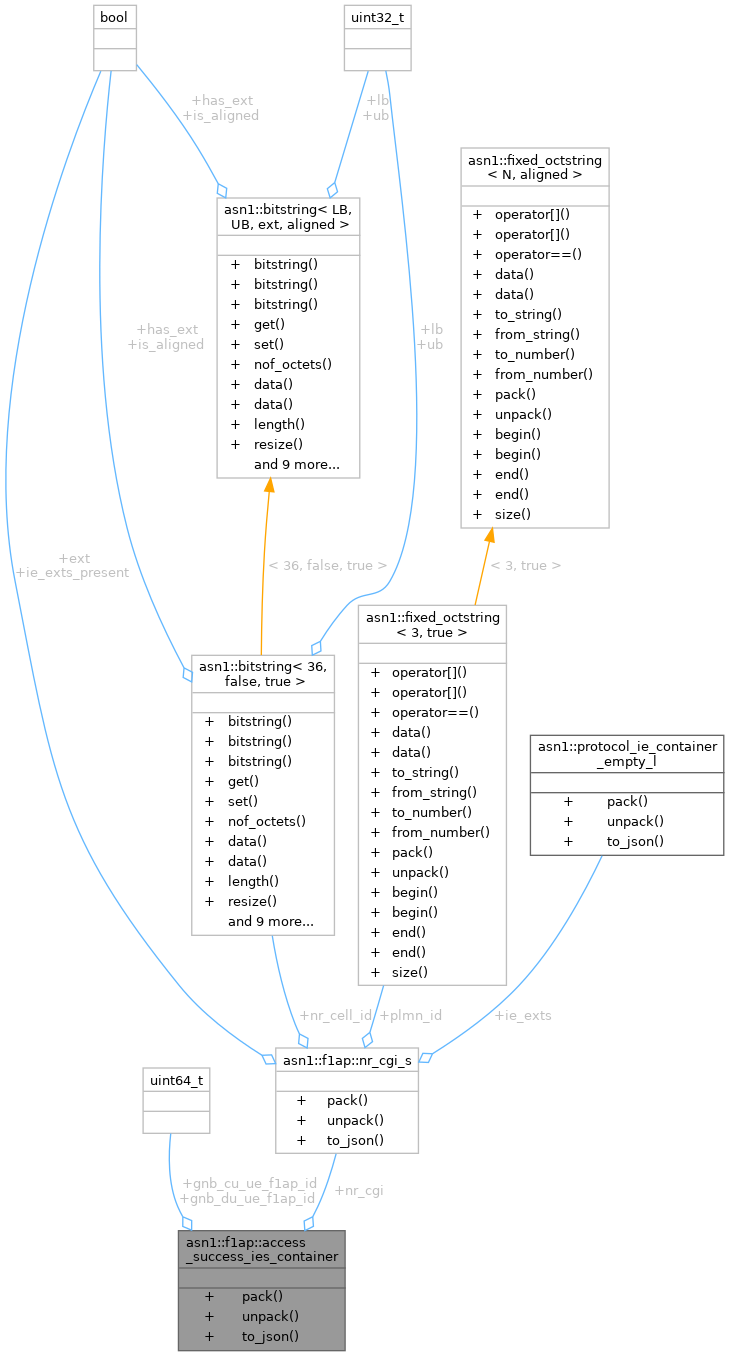 bool
uint32_t
+has_ext
+is_aligned
+lb
+ub
asn1::fixed_octstring
< N, aligned >
+ operator[]()
+ operator[]()
+ operator==()
+ data()
+ data()
+ to_string()
+ from_string()
+ to_number()
+ from_number()
+ pack()
+ unpack()
+ begin()
+ begin()
+ end()
+ end()
+ size()
asn1::bitstring< LB,
UB, ext, aligned >
+ bitstring()
+ bitstring()
+ bitstring()
+ get()
+ set()
+ nof_octets()
+ data()
+ data()
+ length()
+ resize()
and 9 more...
+has_ext
+is_aligned
+lb
+ub
+ext
+ie_exts_present
< 36, false, true >
< 3, true >
asn1::fixed_octstring
< 3, true >
+ operator[]()
+ operator[]()
+ operator==()
+ data()
+ data()
+ to_string()
+ from_string()
+ to_number()
+ from_number()
+ pack()
+ unpack()
+ begin()
+ begin()
+ end()
+ end()
+ size()
asn1::bitstring< 36,
false, true >
+ bitstring()
+ bitstring()
+ bitstring()
+ get()
+ set()
+ nof_octets()
+ data()
+ data()
+ length()
+ resize()
and 9 more...
asn1::protocol_ie_container
_empty_l
+ pack()
+ unpack()
+ to_json()
+nr_cell_id
+plmn_id
+ie_exts
asn1::f1ap::nr_cgi_s
+ pack()
+ unpack()
+ to_json()
uint64_t
+gnb_cu_ue_f1ap_id
+gnb_du_ue_f1ap_id
+nr_cgi
asn1::f1ap::access
_success_ies_container
+ pack()
+ unpack()
+ to_json()